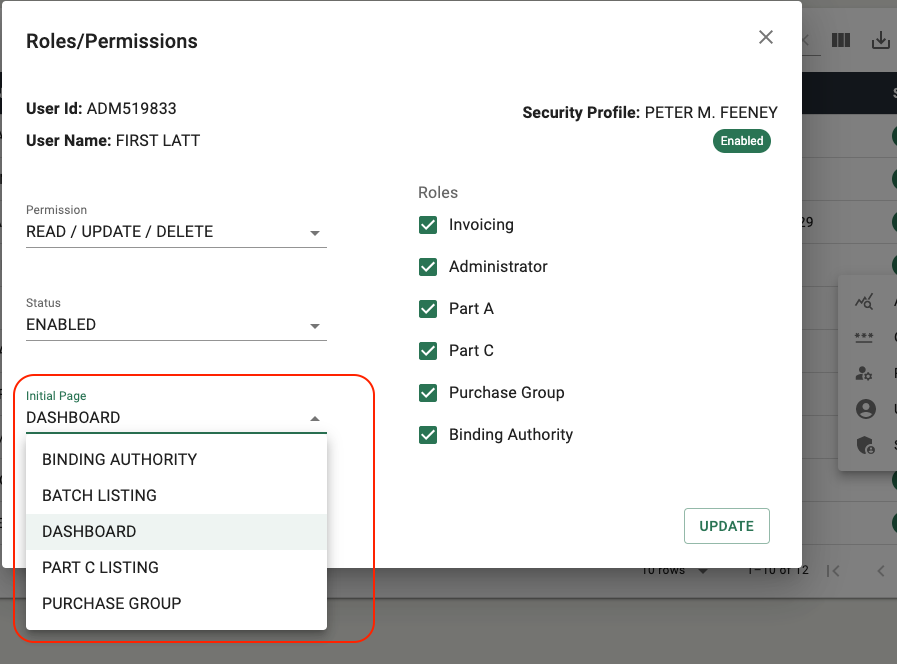 Roles/Permissions
User Id: ADM519833
User Name: FIRST LATT
Security Profile: PETER M. FEENEY
Enabled
Permission
READ / UPDATE / DELETE
Status
ENABLED
Initial Page
DASHBOARD
BINDING AUTHORITY
BATCH LISTING
DASHBOARD
PART C LISTING
PURCHASE GROUP
Roles
Invoicing
Administrator
Part A
Part C
Purchase Group
Binding Authority
UPDATE
29
10 rows
1–10 of 12